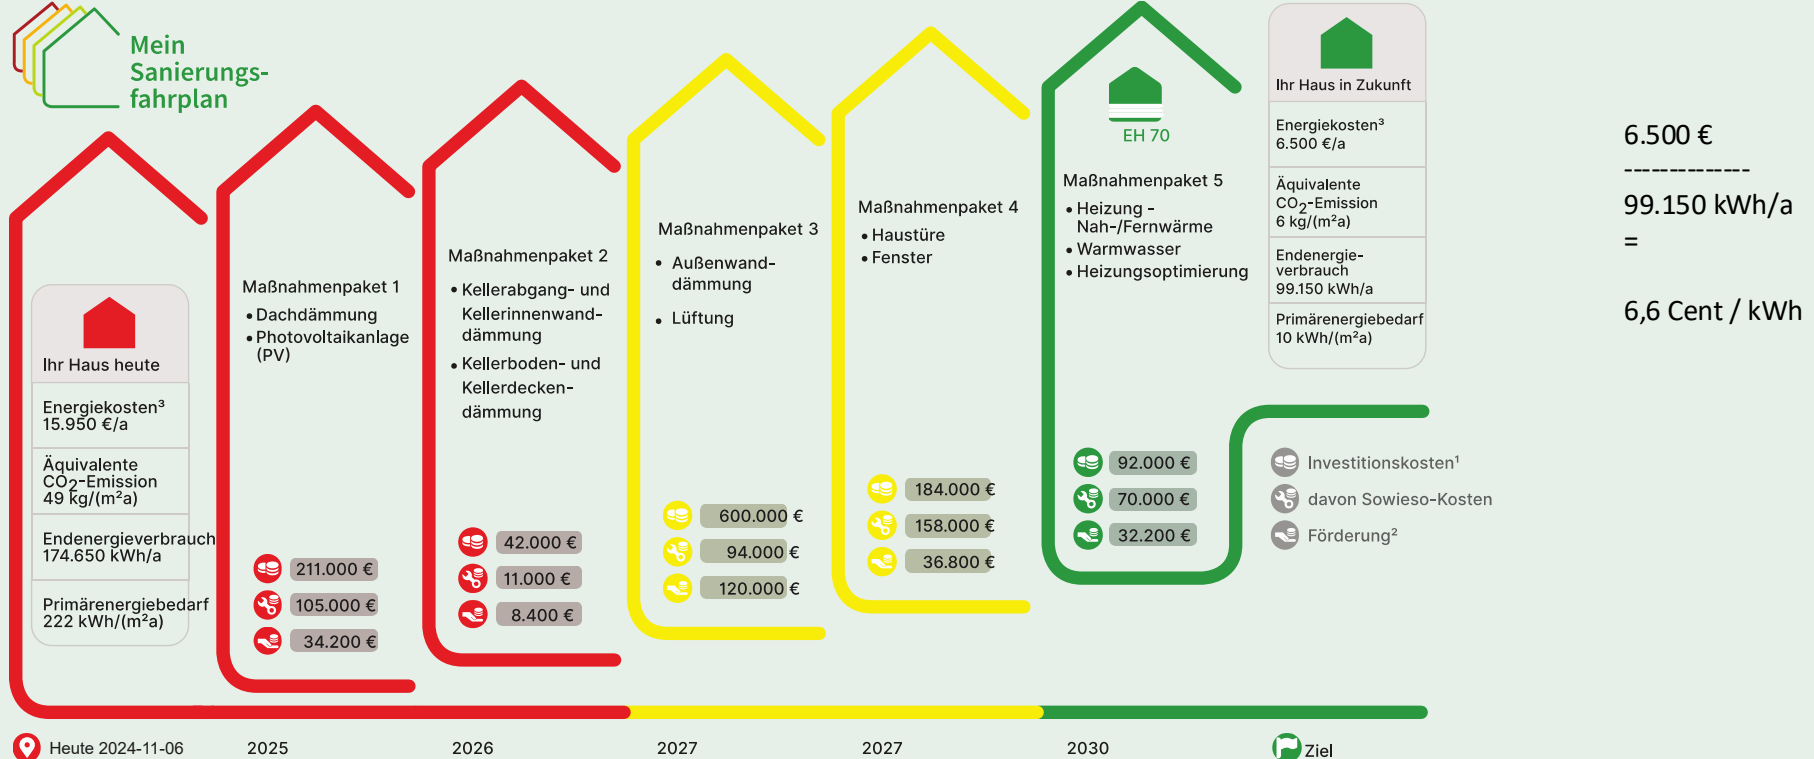 Mein
Sanierungs-
fahrplan
Ihr Haus heute
Energiekosten³
15.950 €/a
Äquivalente
CO₂-Emission
49 kg/(m²a)
Endenergieverbrauch
174.650 kWh/a
Primärenergiebedarf
222 kWh/(m²a)
Maßnahmenpaket 1
• Dachdämmung
• Photovoltaikanlage
(PV)
211.000 €
105.000 €
34.200 €
Maßnahmenpaket 2
• Kellerabgang- und
Kellerinnenwand-
dämmung
• Kellerboden- und
Kellerdecken-
dämmung
42.000 €
11.000 €
8.400 €
Maßnahmenpaket 3
• Außenwand-
dämmung
• Lüftung
600.000 €
94.000 €
120.000 €
Maßnahmenpaket 4
• Haustüre
• Fenster
184.000 €
158.000 €
36.800 €
EH 70
Maßnahmenpaket 5
• Heizung -
Nah-/Fernwärme
• Warmwasser
• Heizungsoptimierung
92.000 €
70.000 €
32.200 €
Ihr Haus in Zukunft
Energiekosten³
6.500 €/a
Äquivalente
CO₂-Emission
6 kg/(m²a)
Endenergie-
verbrauch
99.150 kWh/a
Primärenergiebedarf
10 kWh/(m²a)
Investitionskosten¹
davon Sowieso-Kosten
Förderung²
6.500 €
--------------
99.150 kWh/a
=
6,6 Cent / kWh
Heute 2024-11-06
2025
2026
2027
2027
2030
Ziel